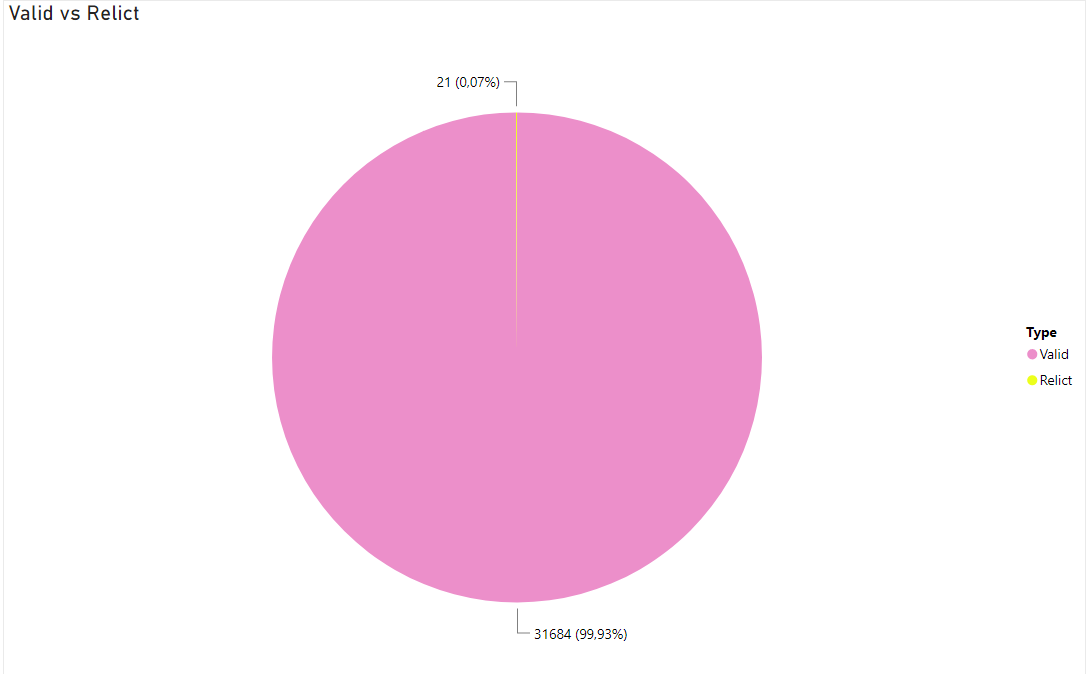 Valid vs Relict
21 (0,07%)
Type
Valid
Relict
31684 (99,93%)